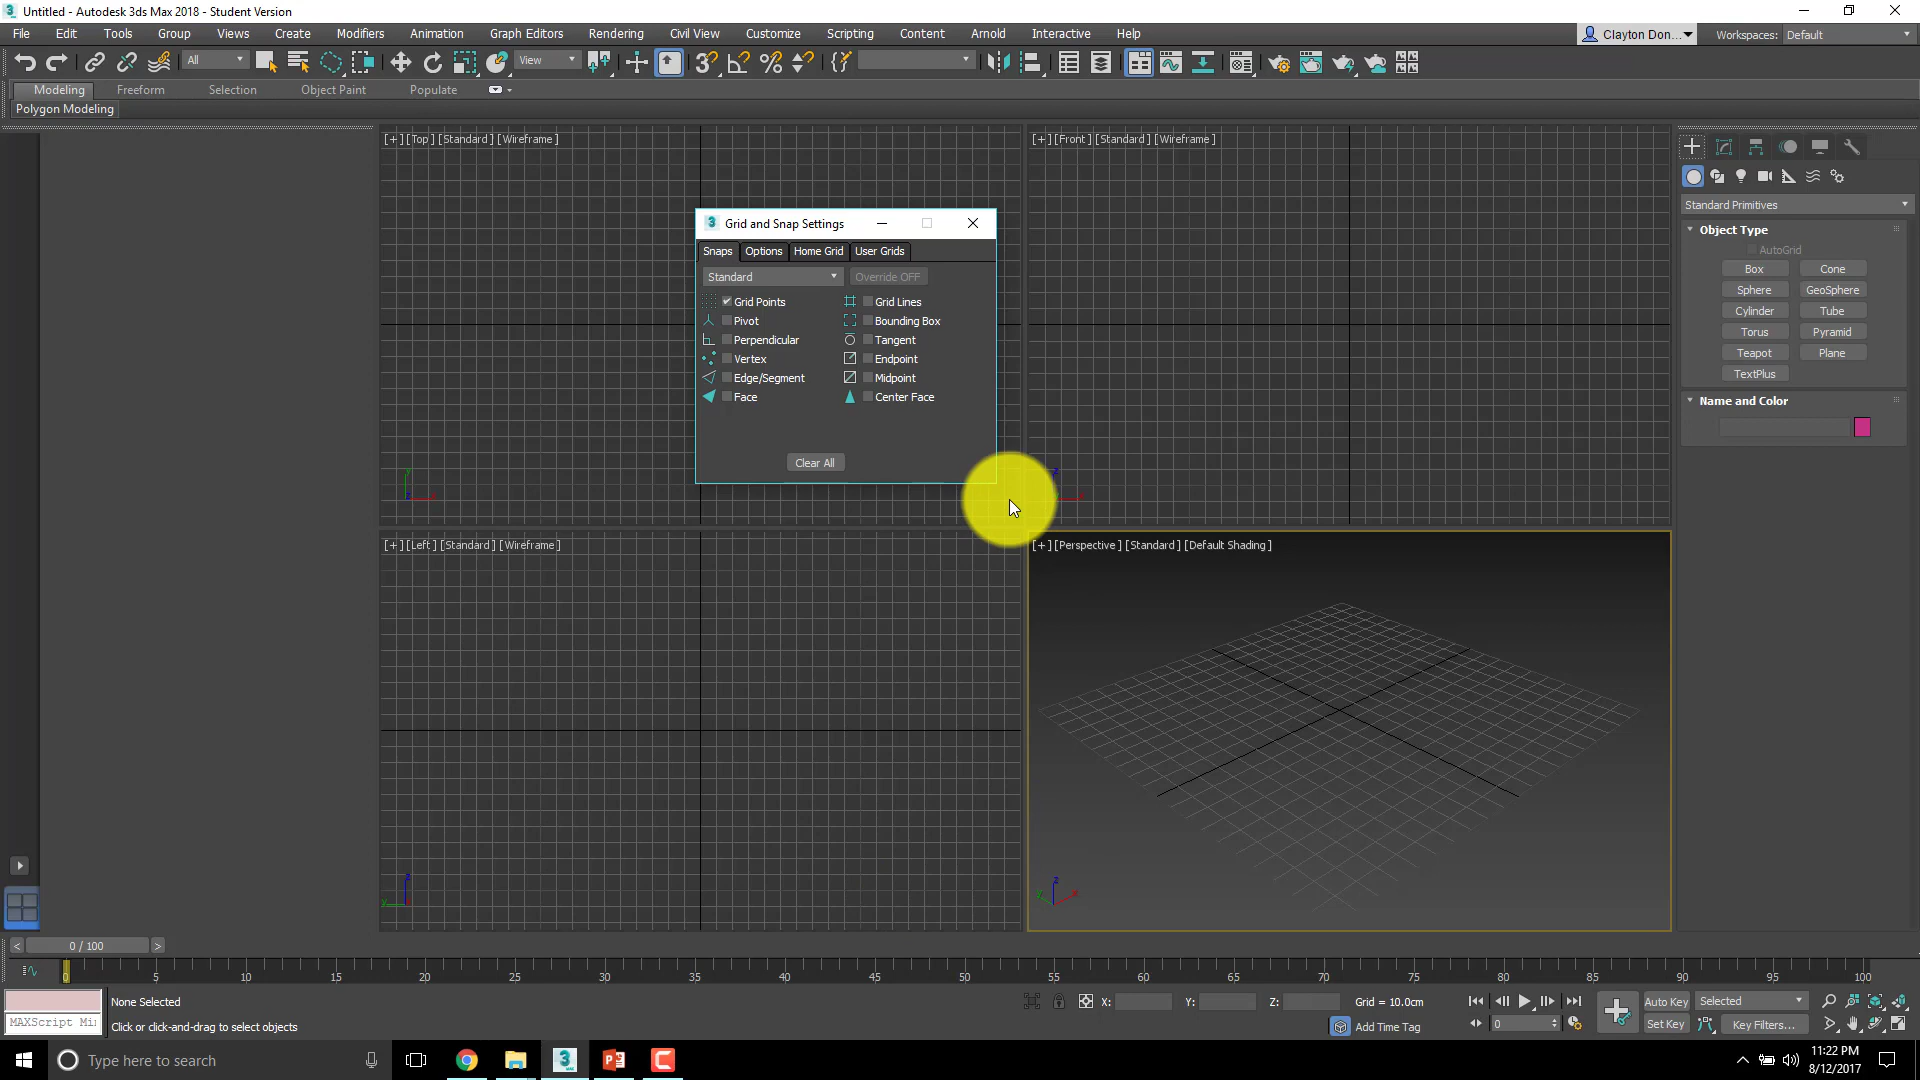 Untitled - Autodesk 3ds Max 2018 - Student Version
File Edit Tools Group Views Create Modifiers Animation Graph Editors Rendering Civil View Customize Scripting Content Arnold Interactive Help
Clayton Don... Workspaces: Default
All View
Modeling Freeform Selection Object Paint Populate
Polygon Modeling
[+] [Top] [Standard] [Wireframe]
[+] [Front] [Standard] [Wireframe]
Grid and Snap Settings
Snaps Options Home Grid User Grids
Standard Override OFF
Grid Points Grid Lines
Pivot Bounding Box
Perpendicular Tangent
Vertex Endpoint
Edge/Segment Midpoint
Face Center Face
Clear All
Standard Primitives
Object Type
AutoGrid
Box Cone
Sphere GeoSphere
Cylinder Tube
Torus Pyramid
Teapot Plane
TextPlus
Name and Color
[+] [Left] [Standard] [Wireframe]
[+] [Perspective] [Standard] [Default Shading]
< 0 / 100 >
0 5 10 15 20 25 30 35 40 45 50 55 60 65 70 75 80 85 90 95 100
None Selected
X: Y: Z: Grid = 10.0cm
Auto Key Selected
MAXScript Mi
Click or click-and-drag to select objects
Add Time Tag
0
Set Key Key Filters...
Type here to search
11:22 PM
8/12/2017